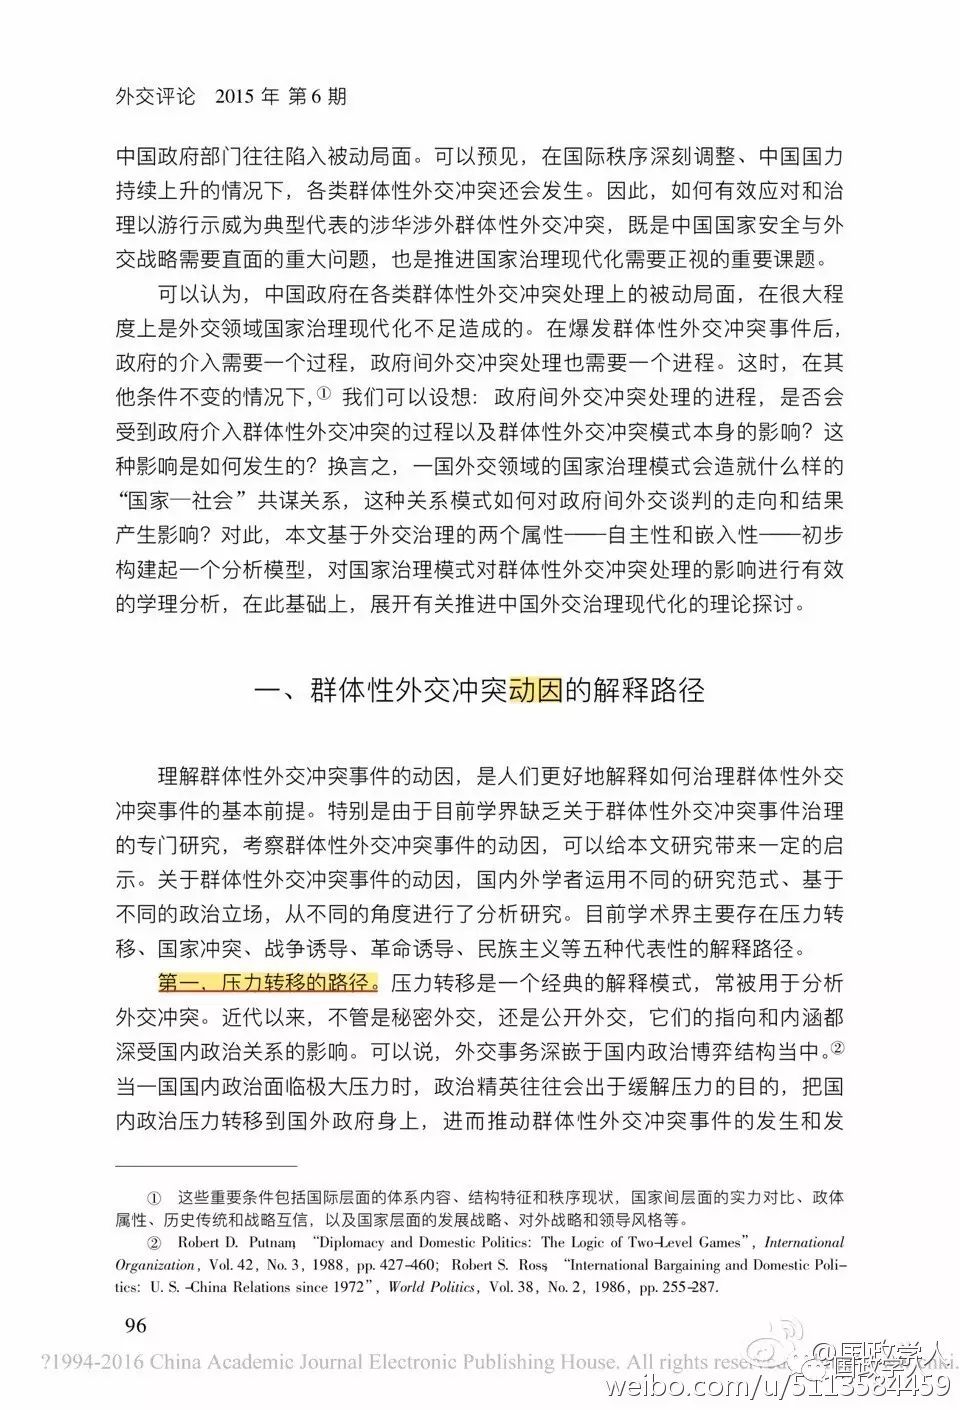 外交评论 2015 年 第 6 期
中国政府部门往往陷入被动局面。可以预见，在国际秩序深刻调整、中国国力
持续上升的情况下，各类群体性外交冲突还会发生。因此，如何有效应对和治
理以游行示威为典型代表的涉华涉外群体性外交冲突，既是中国国家安全与外
交战略需要直面的重大问题，也是推进国家治理现代化需要正视的重要课题。
可以认为，中国政府在各类群体性外交冲突处理上的被动局面，在很大程
度上是外交领域国家治理现代化不足造成的。在爆发群体性外交冲突事件后，
政府的介入需要一个过程，政府间外交冲突处理也需要一个进程。这时，在其
他条件不变的情况下，① 我们可以设想：政府间外交冲突处理的进程，是否会
受到政府介入群体性外交冲突的过程以及群体性外交冲突模式本身的影响？这
种影响是如何发生的？换言之，一国外交领域的国家治理模式会造就什么样的
“国家—社会”共谋关系，这种关系模式如何对政府间外交谈判的走向和结果
产生影响？对此，本文基于外交治理的两个属性——自主性和嵌入性——初步
构建起一个分析模型，对国家治理模式对群体性外交冲突处理的影响进行有效
的学理分析，在此基础上，展开有关推进中国外交治理现代化的理论探讨。
一、群体性外交冲突动因的解释路径
理解群体性外交冲突事件的动因，是人们更好地解释如何治理群体性外交
冲突事件的基本前提。特别是由于目前学界缺乏关于群体性外交冲突事件治理
的专门研究，考察群体性外交冲突事件的动因，可以给本文研究带来一定的启
示。关于群体性外交冲突事件的动因，国内外学者运用不同的研究范式、基于
不同的政治立场，从不同的角度进行了分析研究。目前学术界主要存在压力转
移、国家冲突、战争诱导、革命诱导、民族主义等五种代表性的解释路径。
第一，压力转移的路径。压力转移是一个经典的解释模式，常被用于分析
外交冲突。近代以来，不管是秘密外交，还是公开外交，它们的指向和内涵都
深受国内政治关系的影响。可以说，外交事务深嵌于国内政治博弈结构当中。②
当一国国内政治面临极大压力时，政治精英往往会出于缓解压力的目的，把国
内政治压力转移到国外政府身上，进而推动群体性外交冲突事件的发生和发
① 这些重要条件包括国际层面的体系内容、结构特征和秩序现状，国家间层面的实力对比、政体
属性、历史传统和战略互信，以及国家层面的发展战略、对外战略和领导风格等。
② Robert D. Putnam, “Diplomacy and Domestic Politics: The Logic of Two-Level Games”, International
Organization, Vol. 42, No. 3, 1988, pp. 427-460; Robert S. Ross, “International Bargaining and Domestic Poli-
tics: U. S. -China Relations since 1972”, World Politics, Vol. 38, No. 2, 1986, pp. 255-287.
96
?1994-2016 China Academic Journal Electronic Publishing House. All rights reserved.
@国政学人
国政学人
weibo.com/u/5113584459